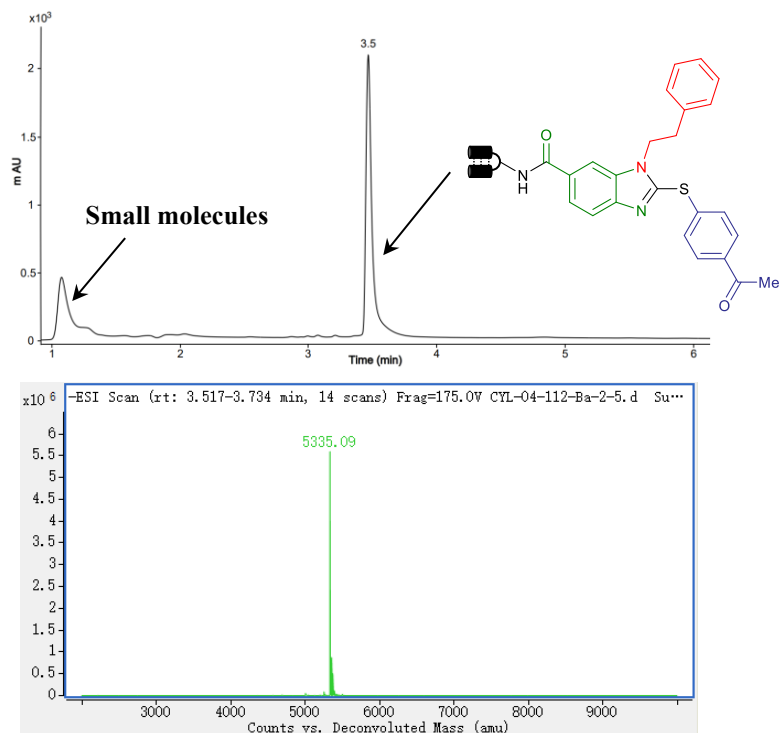 x10³
3.5
2
1.5
1
0.5
0
m AU
Small molecules
1 2 3 4 5 6
Time (min)
O
N
H
N
N
S
O
Me
x10 6
-ESI Scan (rt: 3.517-3.734 min, 14 scans) Frag=175.0V CYL-04-112-Ba-2-5.d Su…
5335.09
6
5.5
5
4.5
4
3.5
3
2.5
2
1.5
1
0.5
0
3000 4000 5000 6000 7000 8000 9000
Counts vs. Deconvoluted Mass (amu)